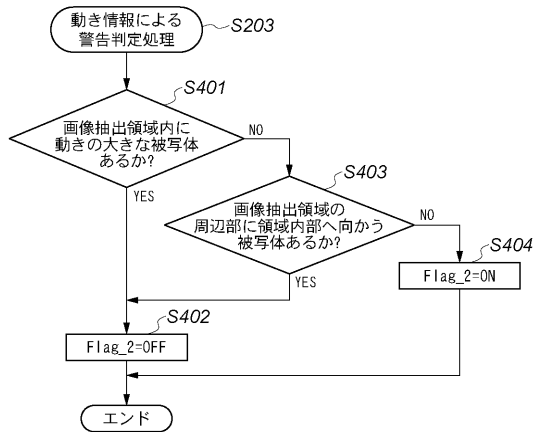 動き情報による
警告判定処理
S203
S401
画像抽出領域内に
動きの大きな被写体
あるか?
NO
YES
S403
画像抽出領域の
周辺部に領域内部へ向かう
被写体あるか?
NO
YES
S404
Flag_2=ON
S402
Flag_2=OFF
エンド